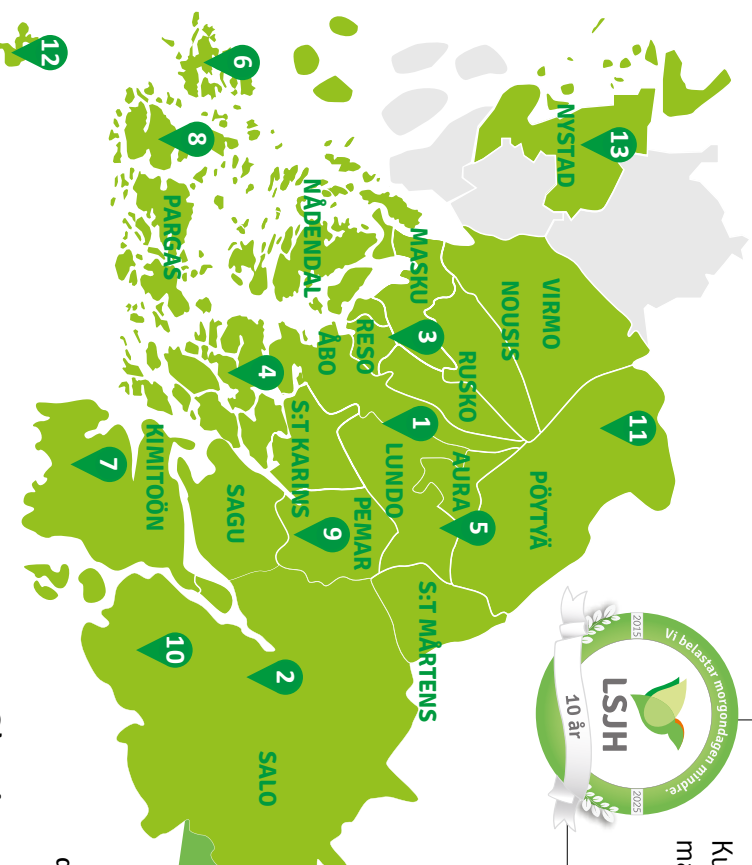 Vi belastar morgondagen mindre.
2015
2025
LSJH
10 år
13
11
NYSTAD
VIRMO
PÖYTYÄ
NOUSIS
5
RUSKO
AURA
MASKU
3
1
S:T MÅRTENS
LUNDO
RESO
PEMAR
9
ÅBO
NÅDENDAL
S:T KARINS
2
4
SALO
6
SAGU
8
10
PARGAS
KIMITOÖN
7
12